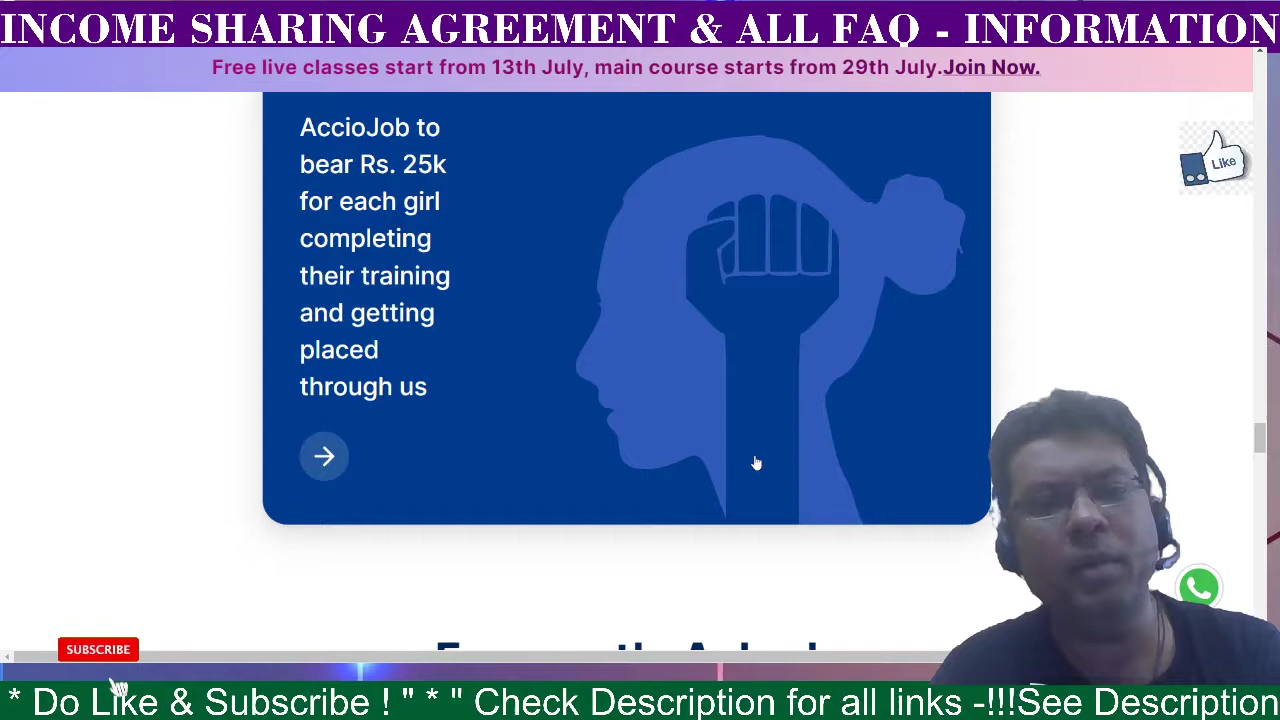 INCOME SHARING AGREEMENT & ALL FAQ - INFORMATION
Free live classes start from 13th July, main course starts from 29th July.Join Now.
Like
AccioJob to
bear Rs. 25k
for each girl
completing
their training
and getting
placed
through us
SUBSCRIBE
* Do Like & Subscribe ! " * " Check Description for all links -!!!See Description